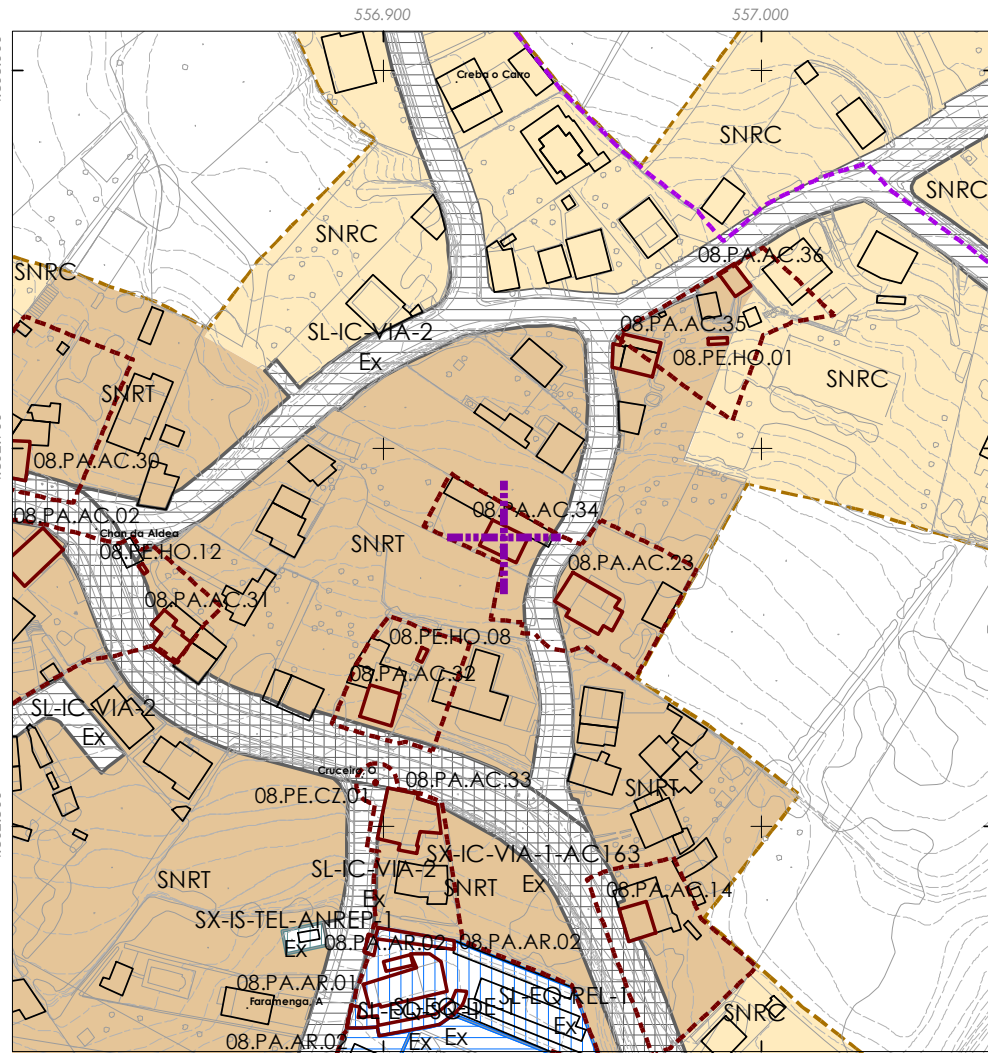 556.900
557.000
Creba o Carro
SNRC
SNRC
SNRC
08.PA.AC.36
SNRC
SL-IC-VIA-2
Ex
08.PA.AC.35
08.PE.HO.01
SNRC
SNRT
08.PA.AC.30
08.PA.AC.02
08.PA.AC.34
Chan da Aldea
08.PE.HO.12
SNRT
08.PA.AC.23
08.PA.AC.31
08.PE.HO.08
08.PA.AC.32
SL-IC-VIA-2
Ex
Cruceiro, O
08.PA.AC.33
08.PE.CZ.01
SNRT
SX-IC-VIA-1-AC163
Ex
SL-IC-VIA-2
Ex
SNRT
SNRT
08.PA.AC.14
SX-IS-TEL-ANREP-1
Ex
08.PA.AR.02
08.PA.AR.02
08.PA.AR.01
SL-EQ-REL-1
Ex
Faramenga, A
SNRC
Ex
Ex
08.PA.AR.02